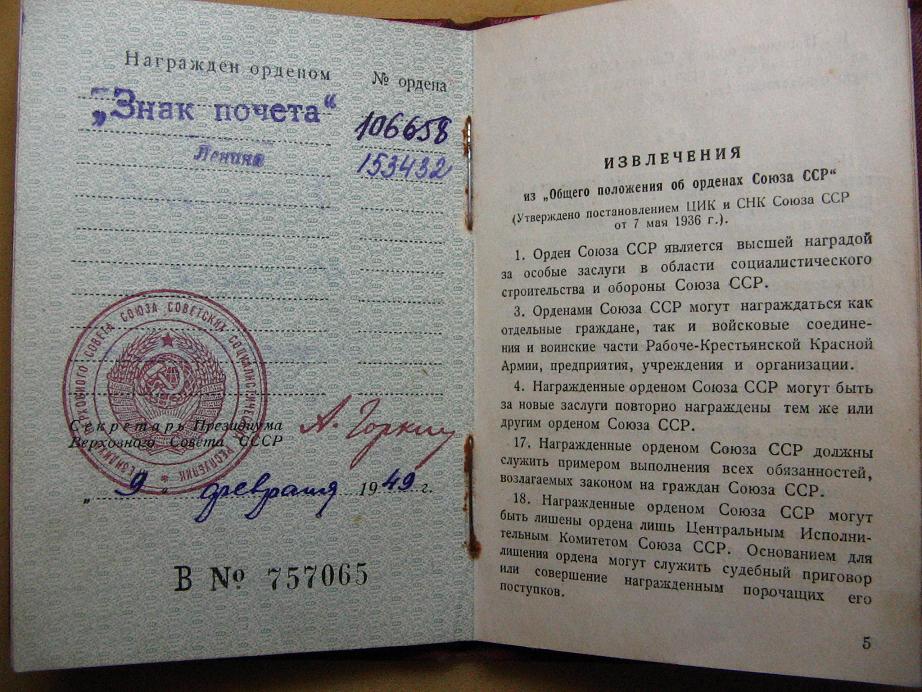 Награжден орденом
№ ордена
„Знак почета“
106658
Ленина
153432
ПРЕЗИДИУМ ВЕРХОВНОГО СОВЕТА СОЮЗА СОВЕТСКИХ СОЦИАЛИСТИЧЕСКИХ РЕСПУБЛИК
Секретарь Президиума
Верховного Совета СССР
А. Горкин
„ 9 “ февраля 1949 г.
В № 757065
ИЗВЛЕЧЕНИЯ
из „Общего положения об орденах Союза ССР“
(Утверждено постановлением ЦИК и СНК Союза ССР
от 7 мая 1936 г.).
1. Орден Союза ССР является высшей наградой
за особые заслуги в области социалистического
строительства и обороны Союза ССР.
3. Орденами Союза ССР могут награждаться как
отдельные граждане, так и войсковые соедине-
ния и воинские части Рабоче-Крестьянской Красной
Армии, предприятия, учреждения и организации.
4. Награжденные орденом Союза ССР могут быть
за новые заслуги повторно награждены тем же или
другим орденом Союза ССР.
17. Награжденные орденом Союза ССР должны
служить примером выполнения всех обязанностей,
возлагаемых законом на граждан Союза ССР.
18. Награжденные орденом Союза ССР могут
быть лишены ордена лишь Центральным Исполни-
тельным Комитетом Союза ССР. Основанием для
лишения ордена могут служить судебный приговор
или совершение награжденным порочащих его
поступков.
5